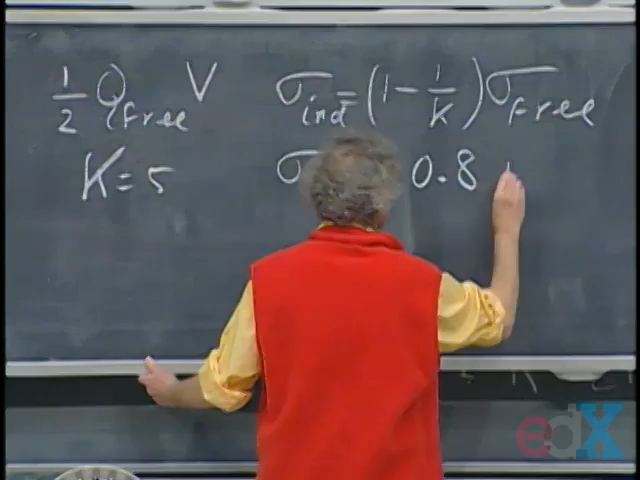 ½ Q_free V σ_ind = (1 - 1/K) σ_free
K = 5 σ 0.8
edX